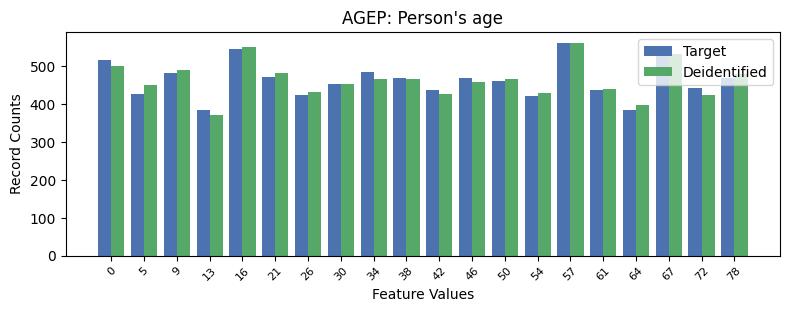 AGEP: Person's age
Target
Deidentified
Record Counts
500
400
300
200
100
0
0 5 9 13 16 21 26 30 34 38 42 46 50 54 57 61 64 67 72 78
Feature Values